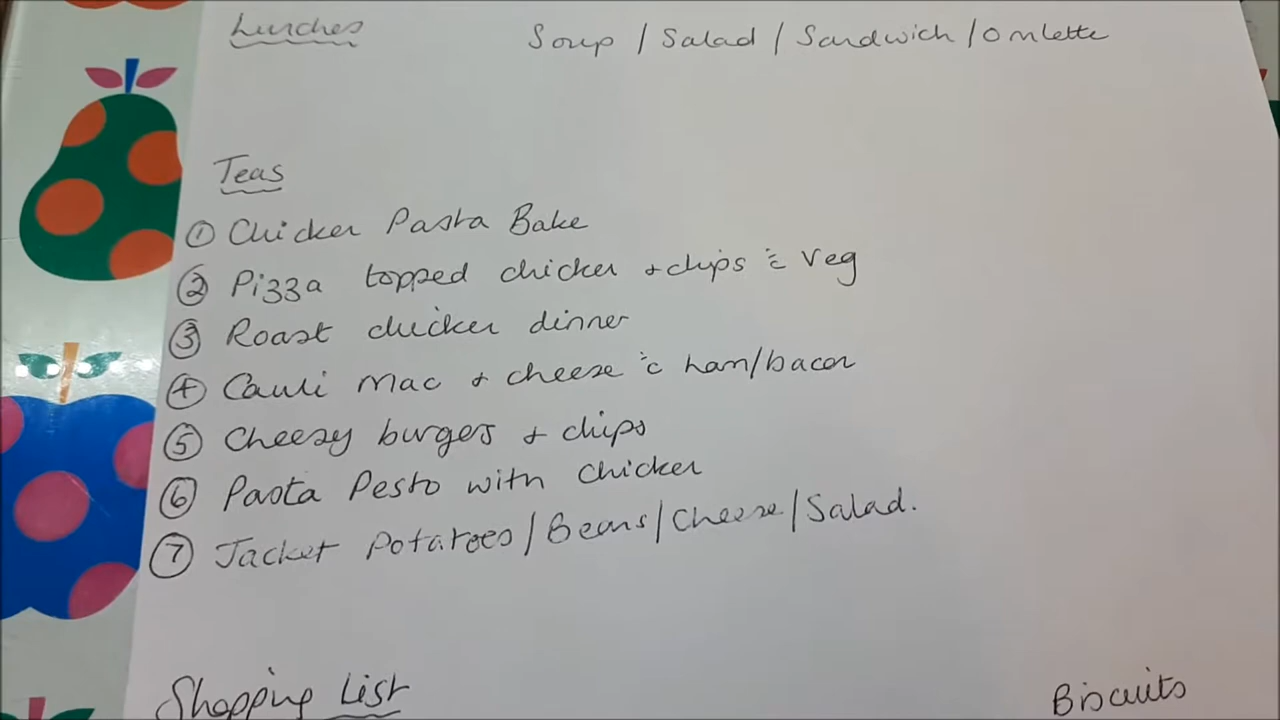 Lunches Soup / Salad / Sandwich / Omlette
Teas
① Chicken Pasta Bake
② Pizza topped chicken + chips c̄ Veg
③ Roast chicken dinner
④ Cauli Mac + cheese c̄ ham/bacon
⑤ Cheesy burgers + chips
⑥ Pasta Pesto with chicken
⑦ Jacket Potatoes/Beans/Cheese/Salad.
Shopping List Biscuits